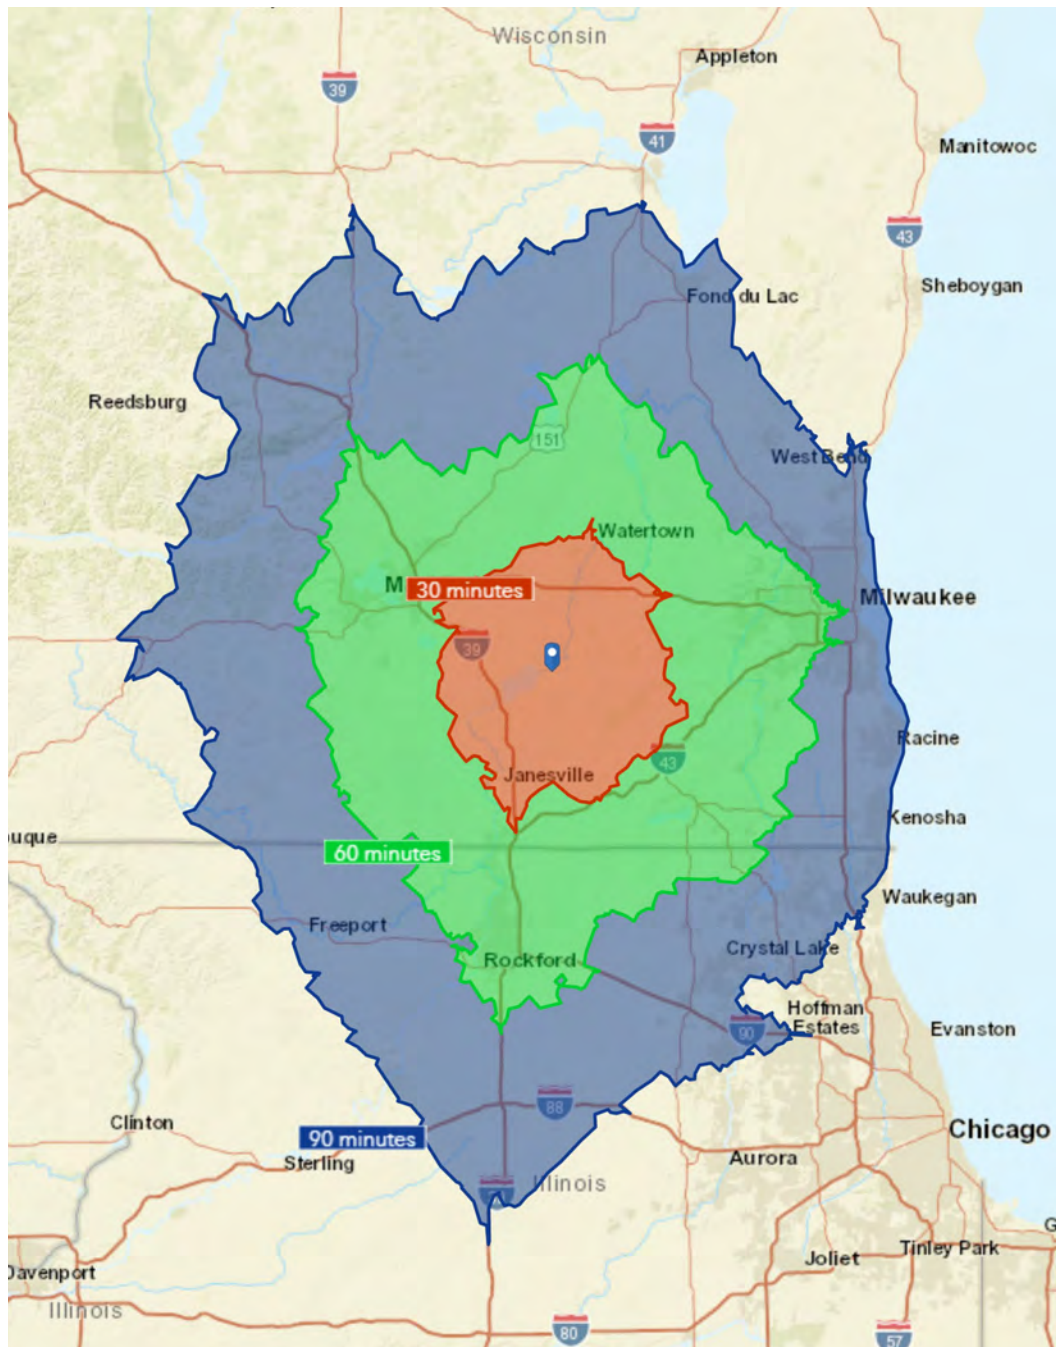 Wisconsin
Appleton
39
41
Manitowoc
43
Sheboygan
Fond du Lac
Reedsburg
151
West Bend
Watertown
M
30 minutes
Milwaukee
39
Racine
43
Janesville
Kenosha
uque
60 minutes
Waukegan
Freeport
Crystal Lake
Rockford
Hoffman
Estates
90
Evanston
88
Clinton
90 minutes
Chicago
Sterling
Aurora
Illinois
G
Tinley Park
Joliet
Davenport
Illinois
80
57